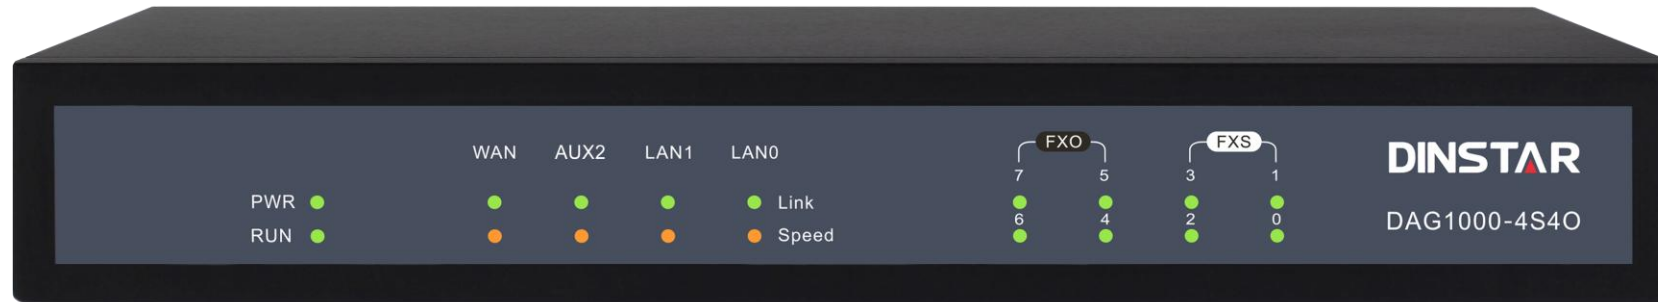 WAN AUX2 LAN1 LAN0
FXO FXS
7 5 3 1
DINSTAR
PWR Link
6 4 2 0
DAG1000-4S4O
RUN Speed